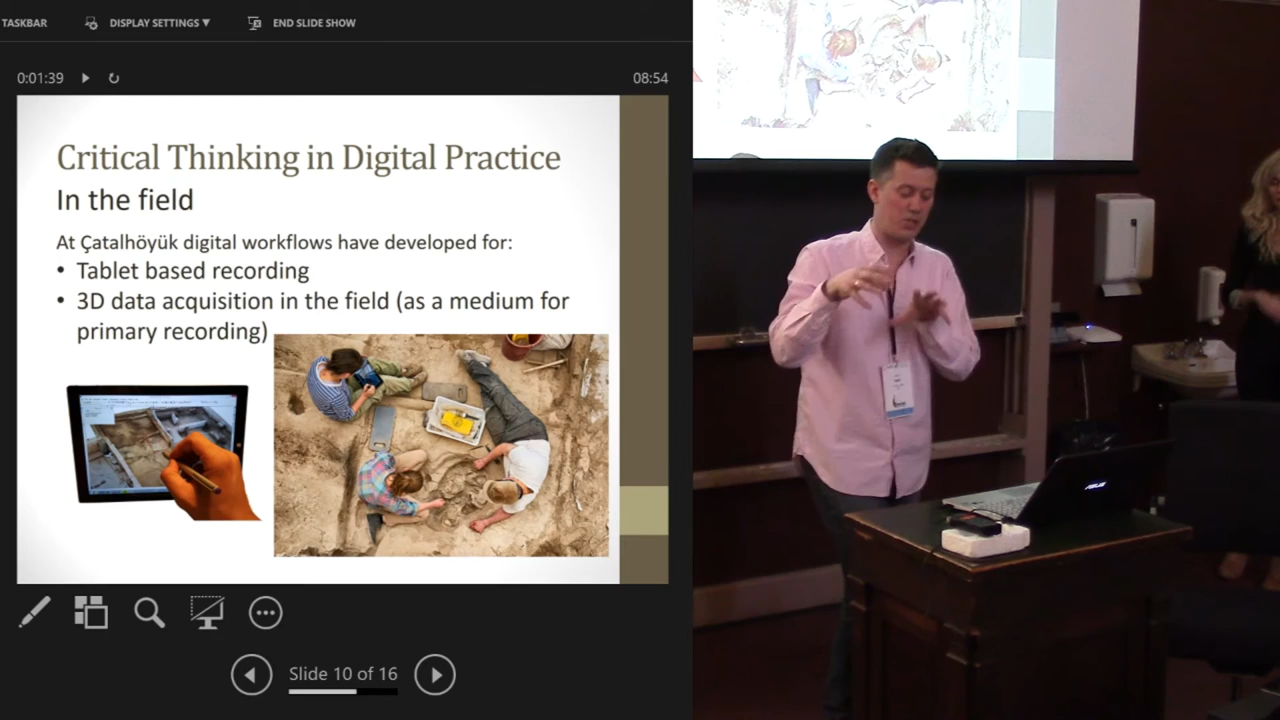 TASKBAR DISPLAY SETTINGS ▼ END SLIDE SHOW
0:01:39 08:54
Critical Thinking in Digital Practice
In the field
At Çatalhöyük digital workflows have developed for:
• Tablet based recording
• 3D data acquisition in the field (as a medium for
primary recording)
Slide 10 of 16
ASUS